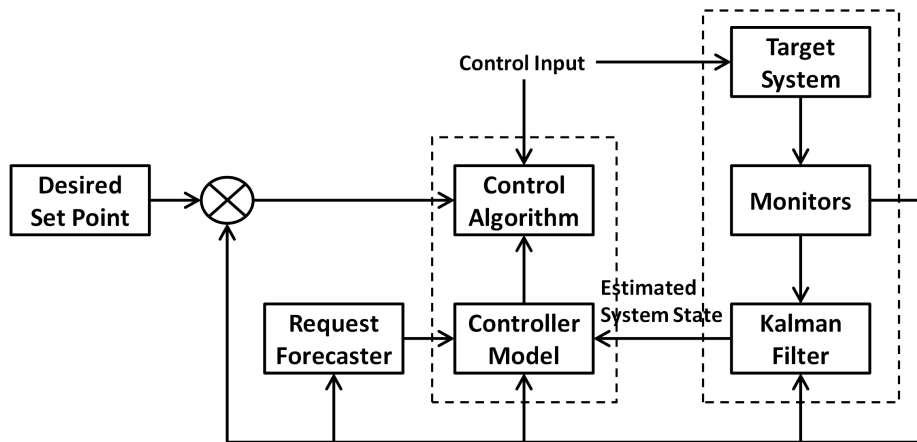 Target
System
Control Input
Desired
Set Point
Control
Algorithm
Monitors
Estimated
System State
Request
Forecaster
Controller
Model
Kalman
Filter